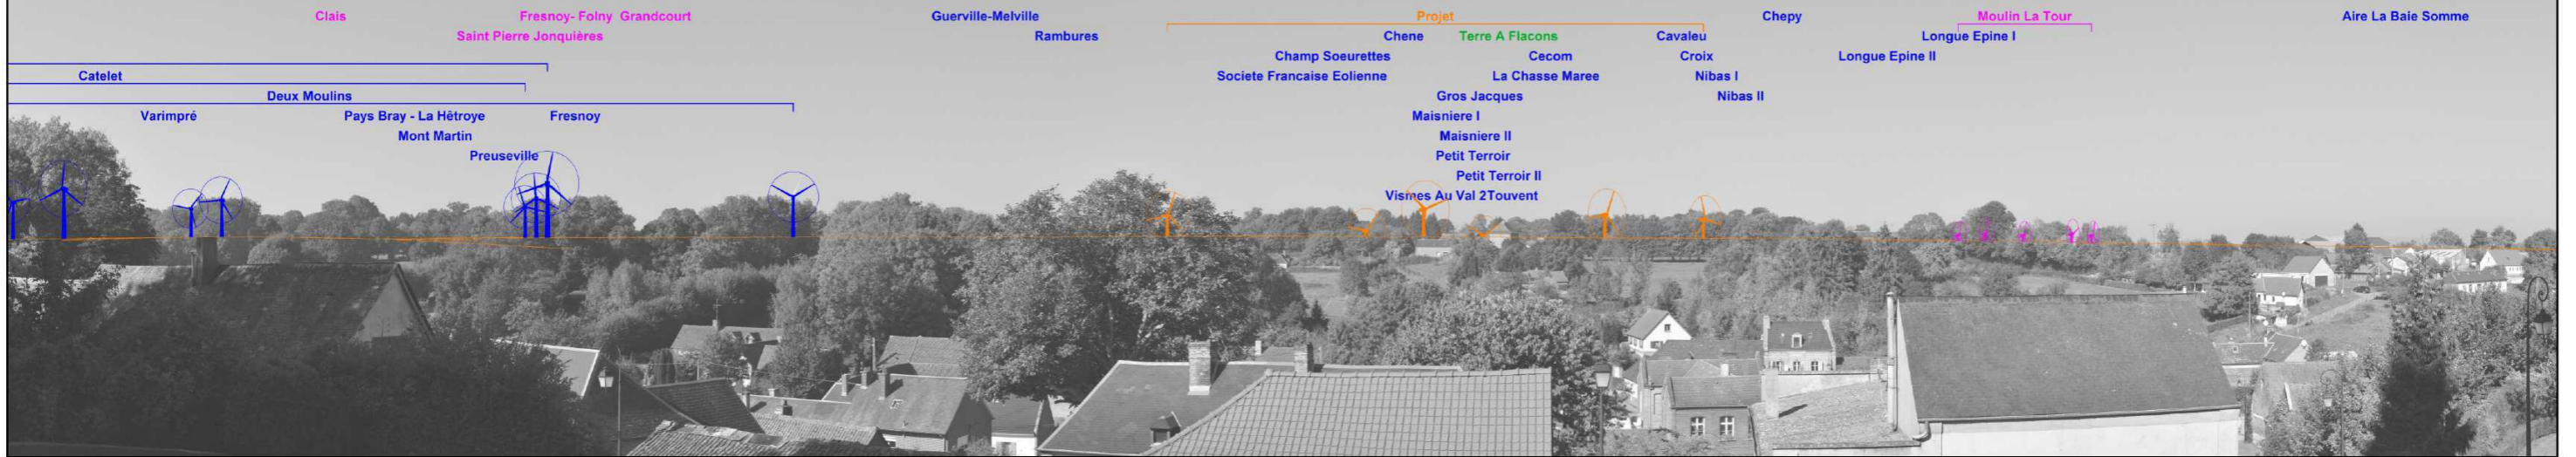 Clais Fresnoy- Folny Grandcourt Guerville-Melville Projet Chepy Moulin La Tour Aire La Baie Somme
Saint Pierre Jonquières Rambures Chene Terre A Flacons Cavaleu Longue Epine I
Champ Soeurettes Cecom Croix Longue Epine II
Catelet Societe Francaise Eolienne La Chasse Maree Nibas I
Deux Moulins Gros Jacques Nibas II
Varimpré Pays Bray - La Hêtroye Fresnoy Maisniere I
Mont Martin Maisniere II
Preuseville Petit Terroir
Petit Terroir II
Vismes Au Val 2 Touvent